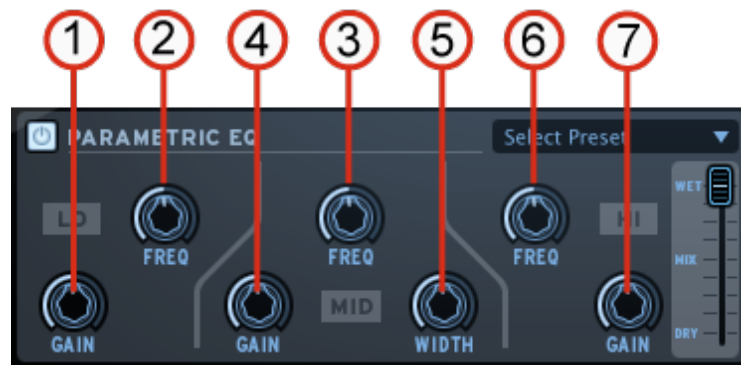 1 2 4 3 5 6 7
PARAMETRIC EQ Select Preset
WET
LO HI
FREQ FREQ FREQ
MIX
MID
DRY
GAIN GAIN WIDTH GAIN